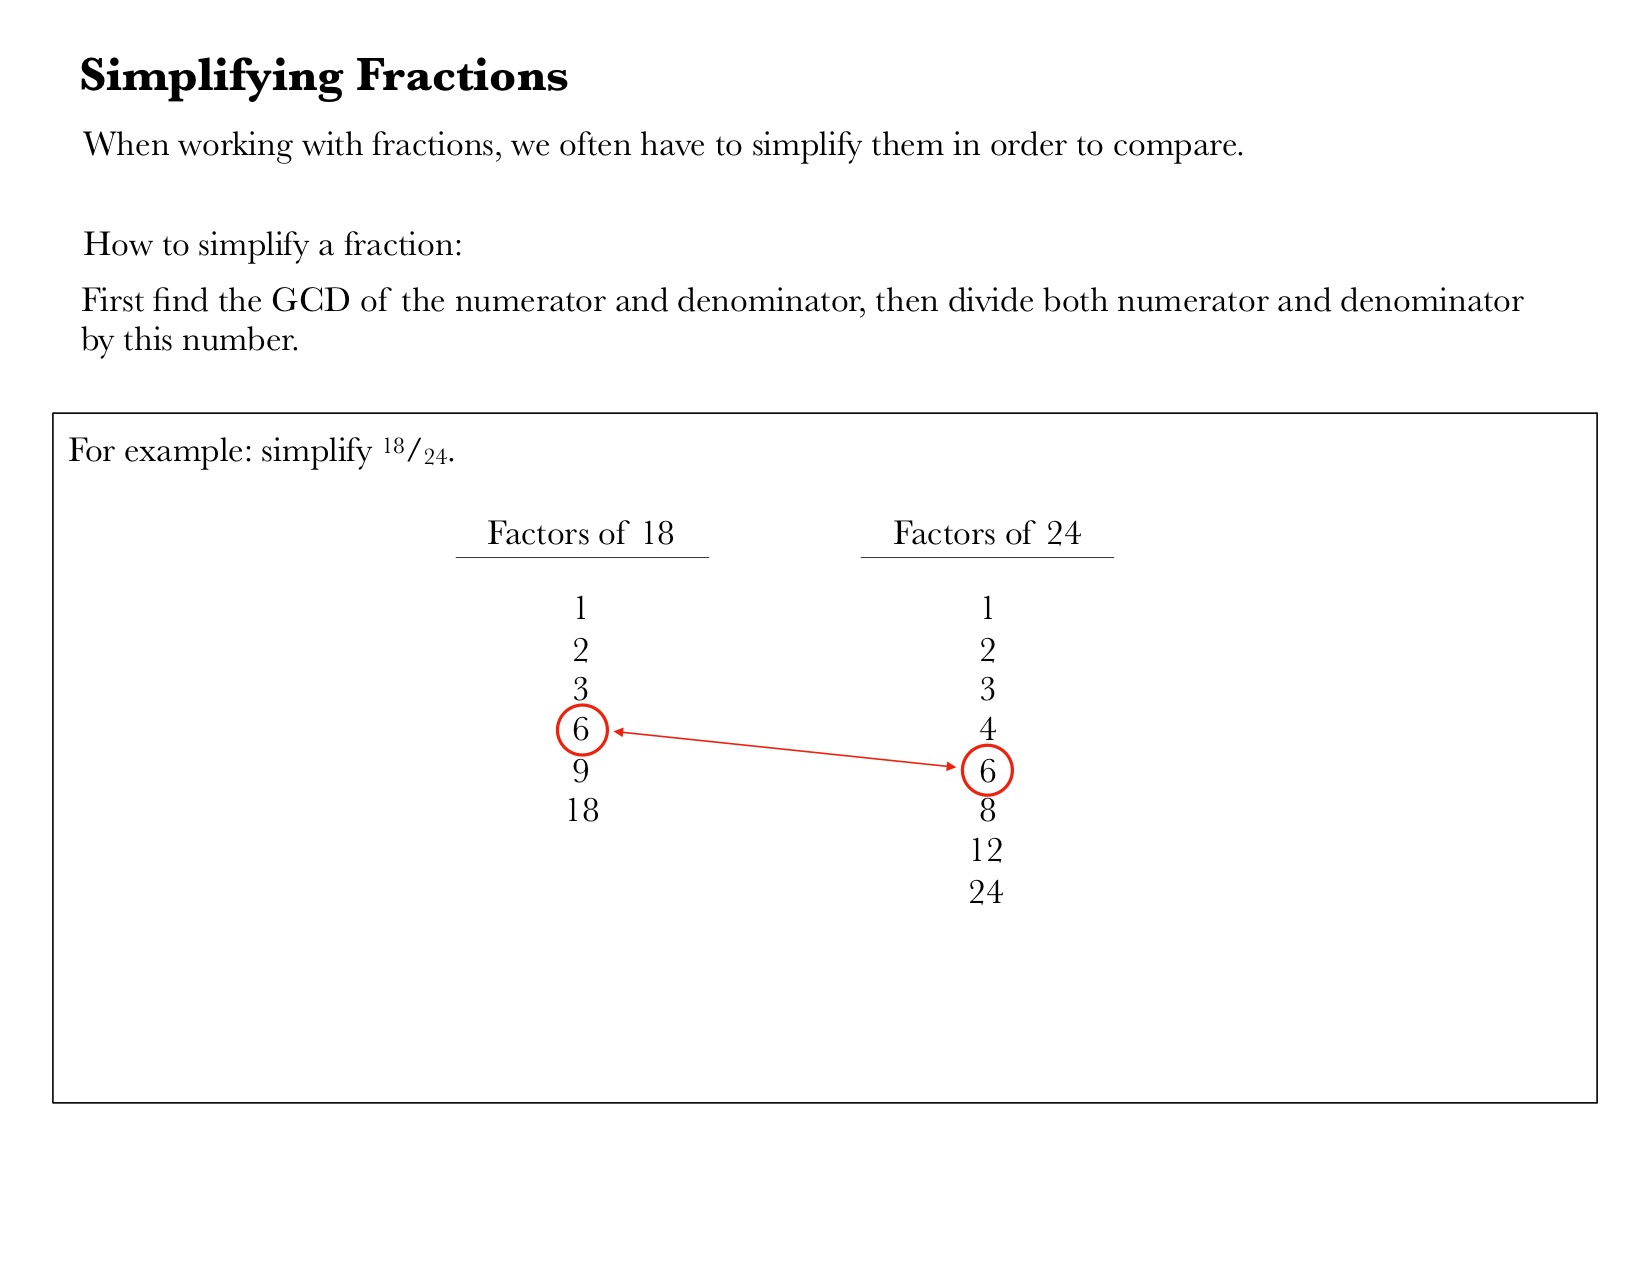 Simplifying Fractions
When working with fractions, we often have to simplify them in order to compare.
How to simplify a fraction:
First find the GCD of the numerator and denominator, then divide both numerator and denominator
by this number.
For example: simplify 18/24.
Factors of 18
1
2
3
6
9
18
Factors of 24
1
2
3
4
6
8
12
24